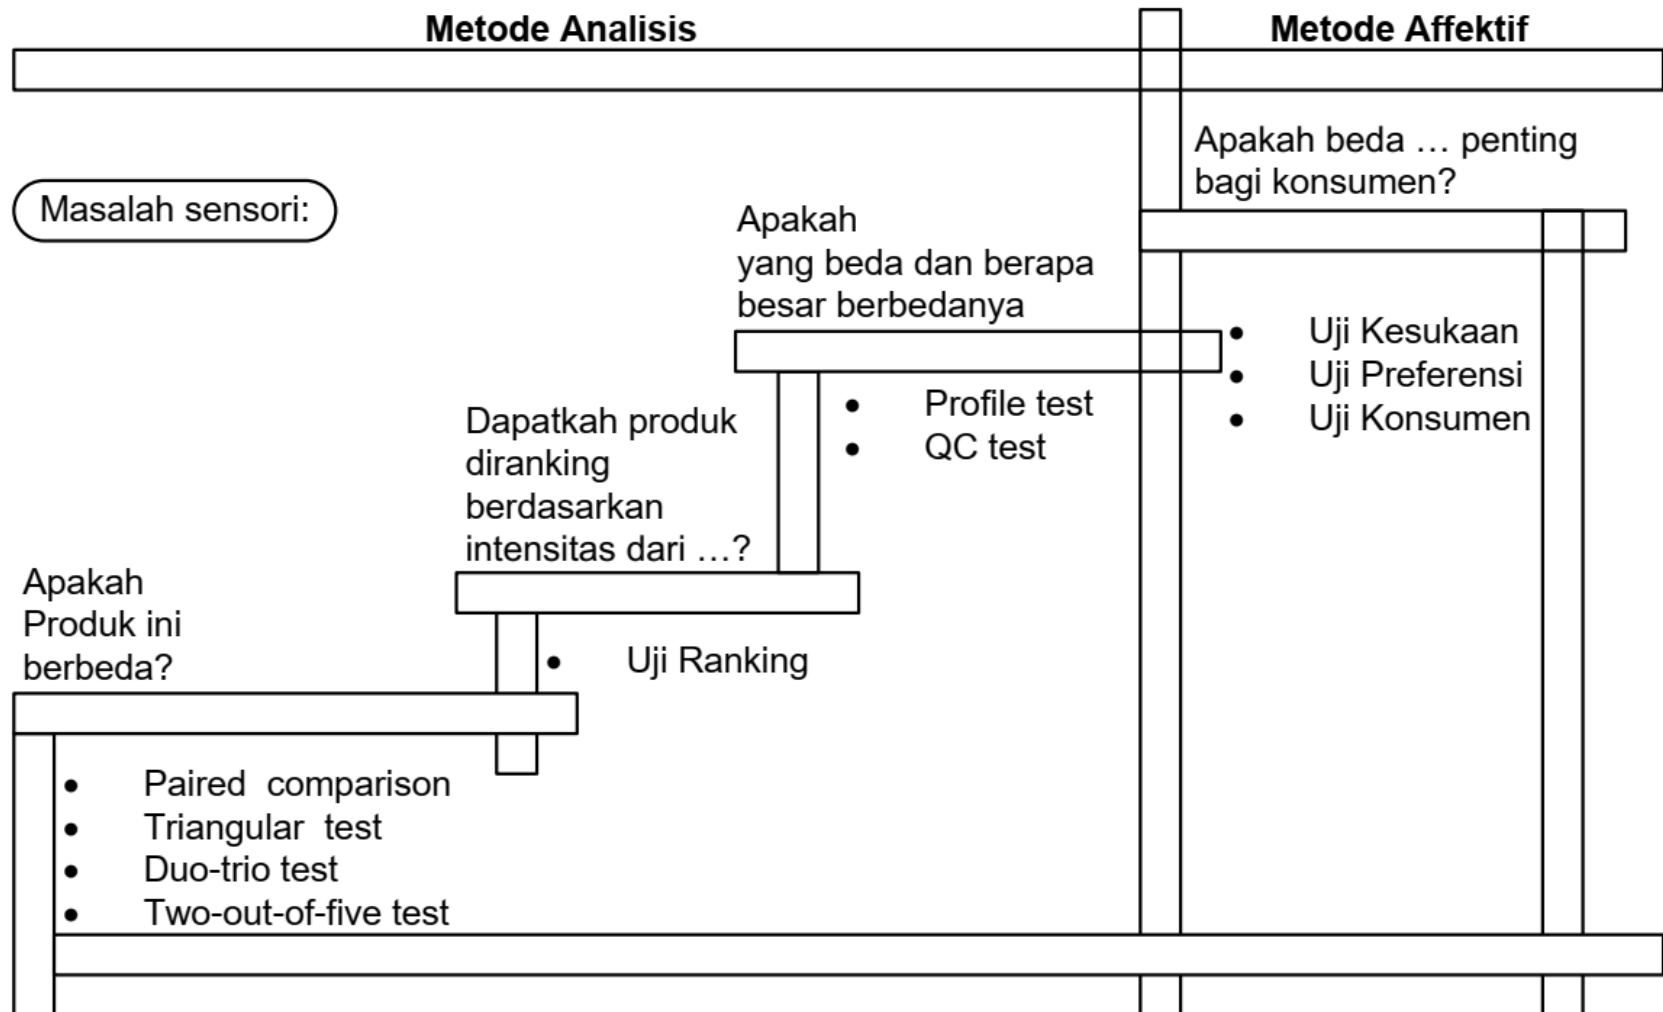 Metode Analisis
Metode Affektif
Masalah sensori:
Apakah beda … penting
bagi konsumen?
Apakah
yang beda dan berapa
besar berbedanya
• Uji Kesukaan
• Uji Preferensi
• Uji Konsumen
• Profile test
• QC test
Dapatkah produk
diranking
berdasarkan
intensitas dari …?
• Uji Ranking
Apakah
Produk ini
berbeda?
• Paired comparison
• Triangular test
• Duo-trio test
• Two-out-of-five test